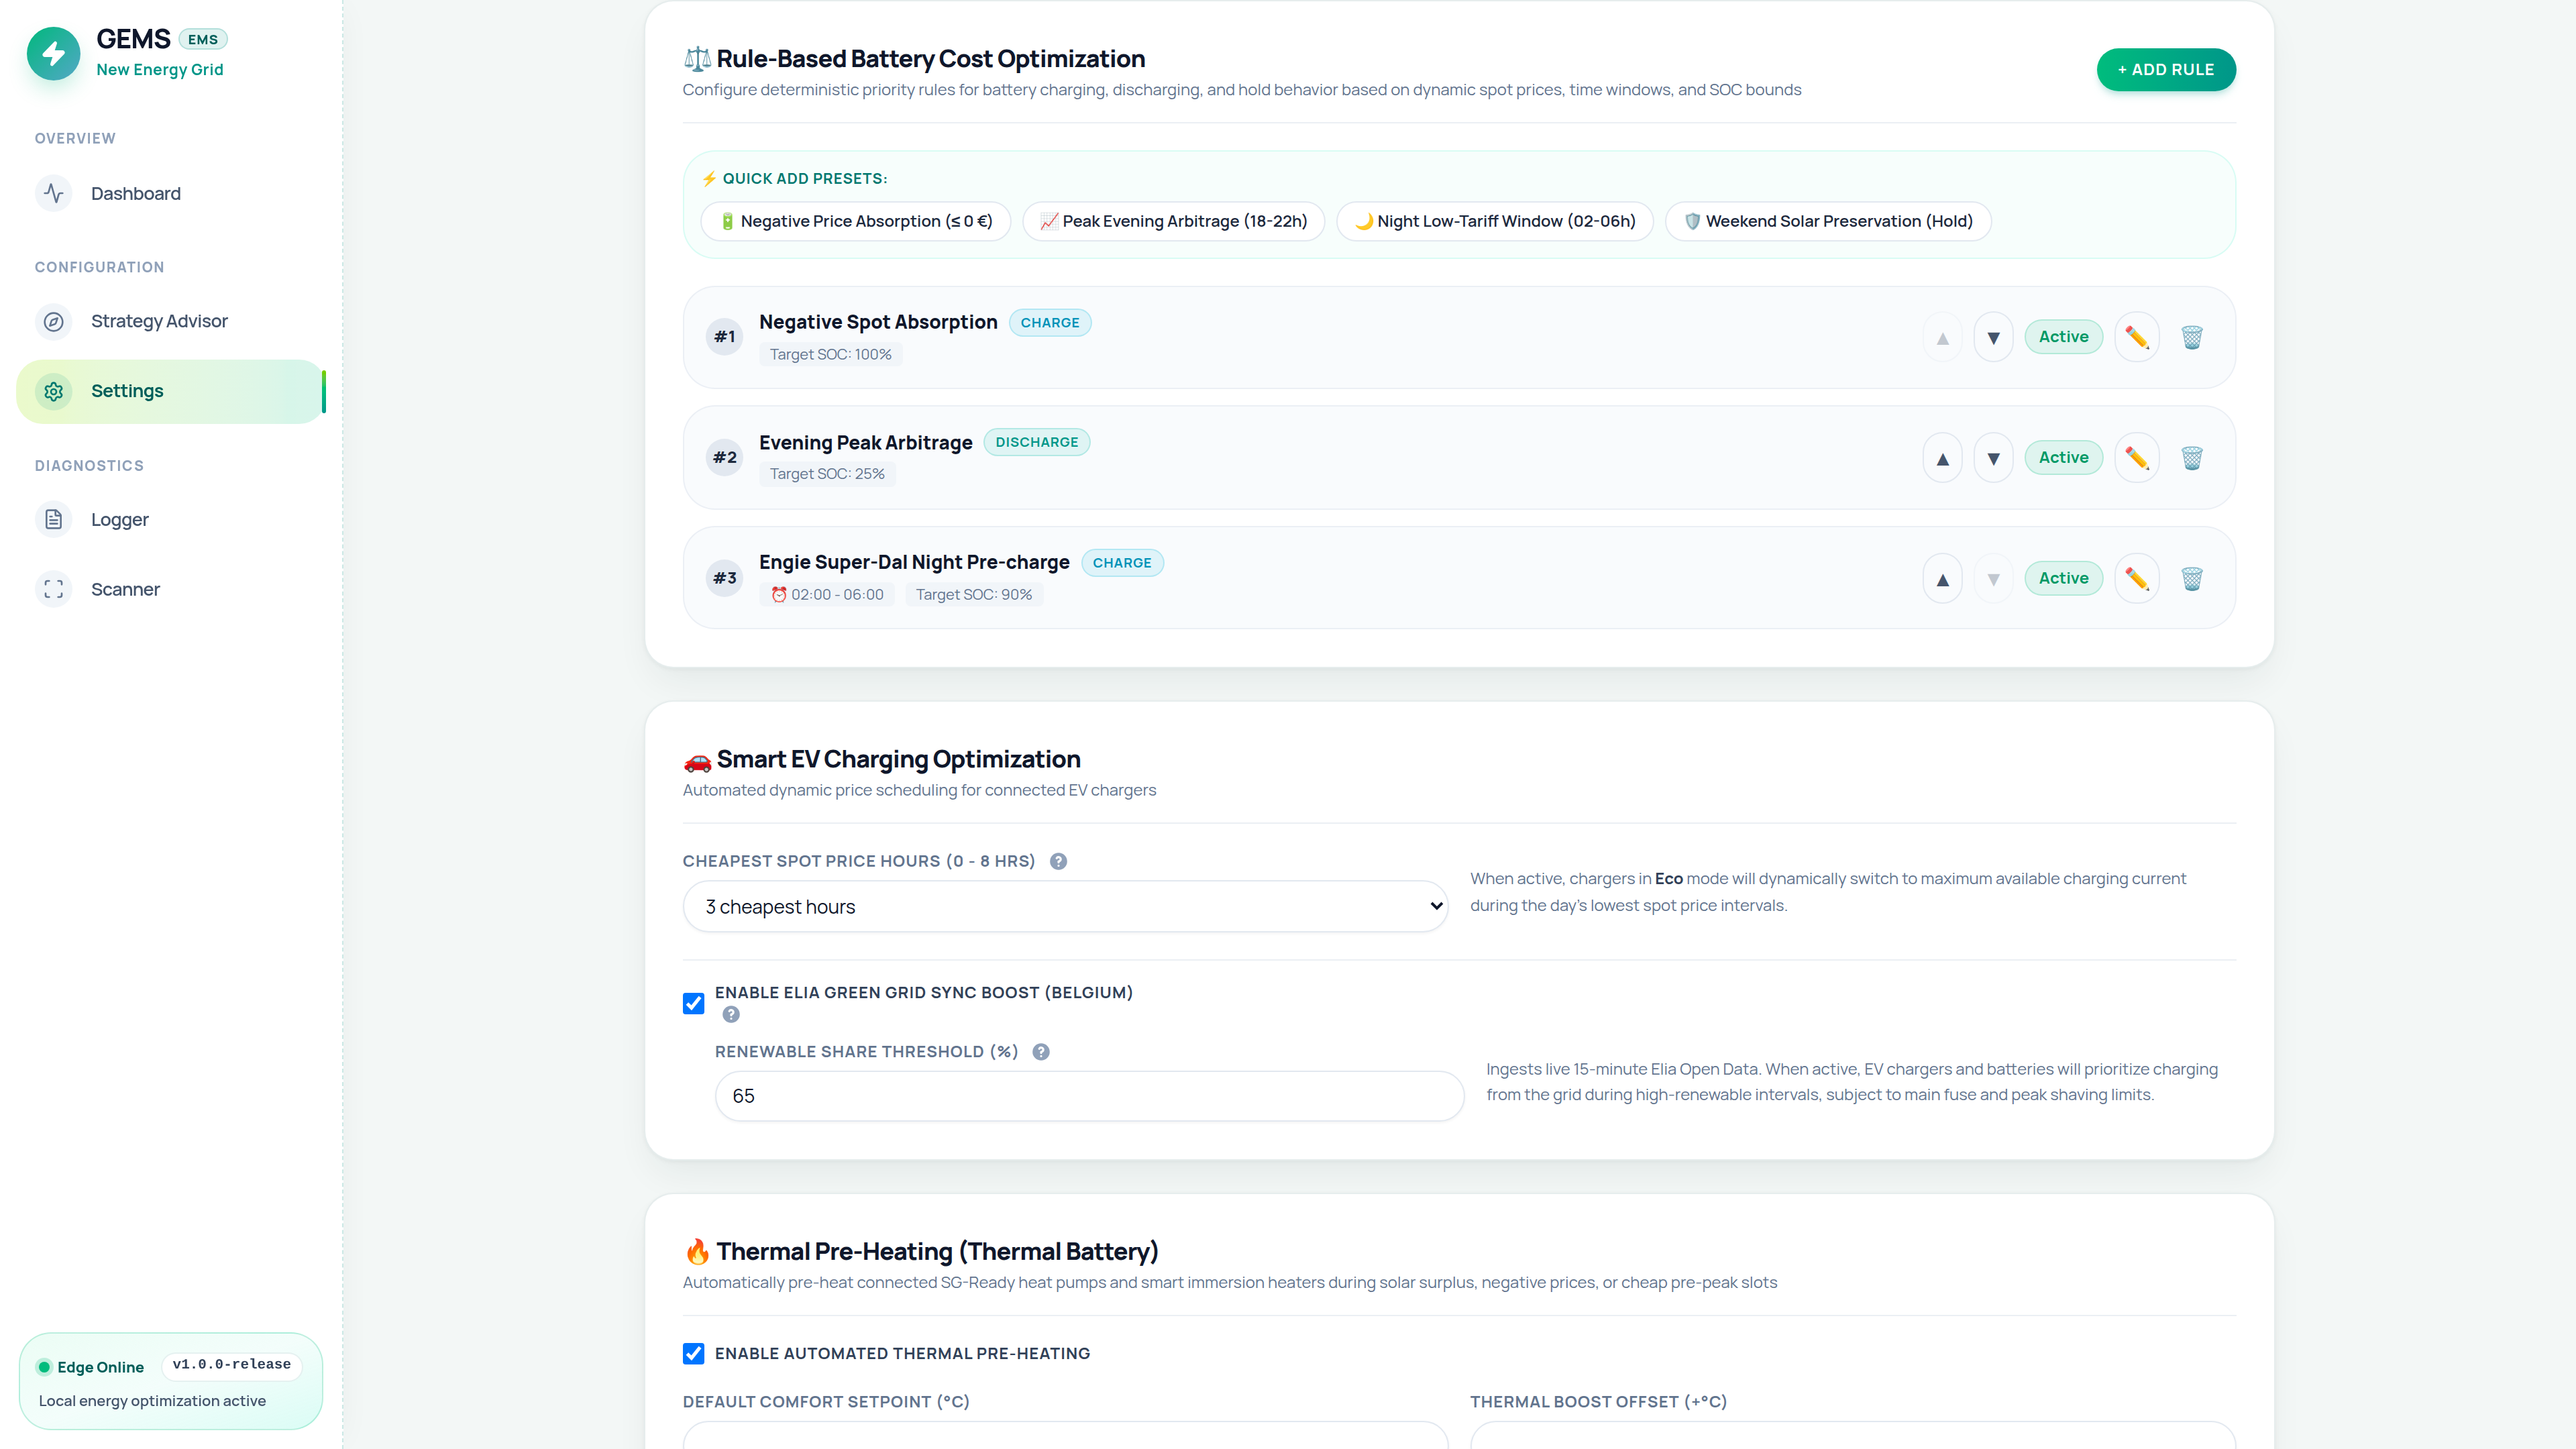 GEMS EMS
New Energy Grid
OVERVIEW
Dashboard
CONFIGURATION
Strategy Advisor
Settings
DIAGNOSTICS
Logger
Scanner
Edge Online v1.0.0-release
Local energy optimization active
⚖️ Rule-Based Battery Cost Optimization
Configure deterministic priority rules for battery charging, discharging, and hold behavior based on dynamic spot prices, time windows, and SOC bounds
+ ADD RULE
⚡ QUICK ADD PRESETS:
🔋 Negative Price Absorption (≤ 0 €) 📈 Peak Evening Arbitrage (18-22h) 🌙 Night Low-Tariff Window (02-06h) 🛡️ Weekend Solar Preservation (Hold)
#1 Negative Spot Absorption CHARGE
Target SOC: 100%
▲ ▼ Active ✏️ 🗑️
#2 Evening Peak Arbitrage DISCHARGE
Target SOC: 25%
▲ ▼ Active ✏️ 🗑️
#3 Engie Super-Dal Night Pre-charge CHARGE
⏰ 02:00 - 06:00 Target SOC: 90%
▲ ▼ Active ✏️ 🗑️
🚗 Smart EV Charging Optimization
Automated dynamic price scheduling for connected EV chargers
CHEAPEST SPOT PRICE HOURS (0 - 8 HRS) ?
3 cheapest hours
When active, chargers in Eco mode will dynamically switch to maximum available charging current
during the day's lowest spot price intervals.
ENABLE ELIA GREEN GRID SYNC BOOST (BELGIUM)
?
RENEWABLE SHARE THRESHOLD (%) ?
65
Ingests live 15-minute Elia Open Data. When active, EV chargers and batteries will prioritize charging
from the grid during high-renewable intervals, subject to main fuse and peak shaving limits.
🔥 Thermal Pre-Heating (Thermal Battery)
Automatically pre-heat connected SG-Ready heat pumps and smart immersion heaters during solar surplus, negative prices, or cheap pre-peak slots
ENABLE AUTOMATED THERMAL PRE-HEATING
DEFAULT COMFORT SETPOINT (°C)
THERMAL BOOST OFFSET (+°C)